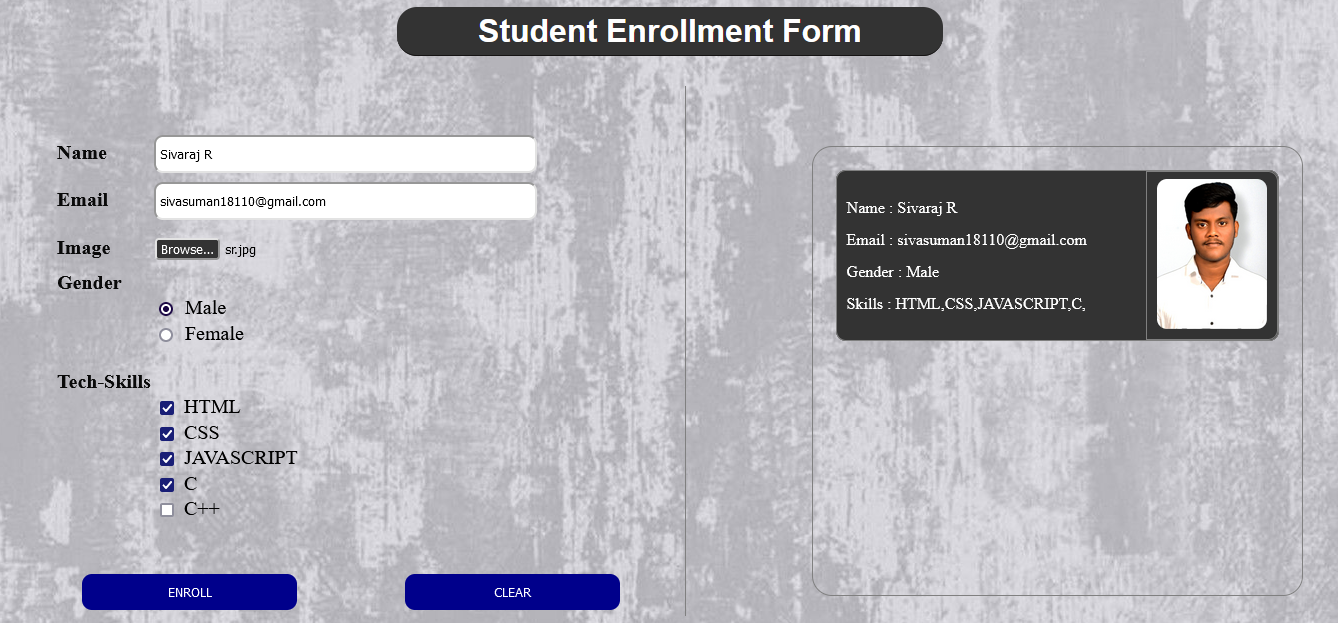 Student Enrollment Form
Name
Sivaraj R
Email
sivasuman18110@gmail.com
Image
Browse... sr.jpg
Gender
Male
Female
Tech-Skills
HTML
CSS
JAVASCRIPT
C
C++
ENROLL
CLEAR
Name : Sivaraj R
Email : sivasuman18110@gmail.com
Gender : Male
Skills : HTML,CSS,JAVASCRIPT,C,